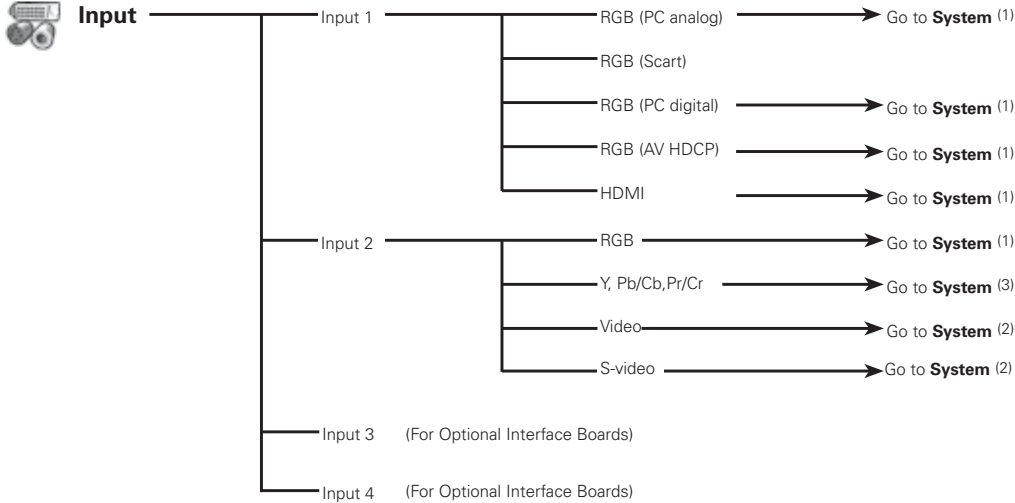 Input
Input 1
RGB (PC analog)
Go to System (1)
RGB (Scart)
RGB (PC digital)
Go to System (1)
RGB (AV HDCP)
Go to System (1)
HDMI
Go to System (1)
Input 2
RGB
Go to System (1)
Y, Pb/Cb,Pr/Cr
Go to System (3)
Video
Go to System (2)
S-video
Go to System (2)
Input 3 (For Optional Interface Boards)
Input 4 (For Optional Interface Boards)